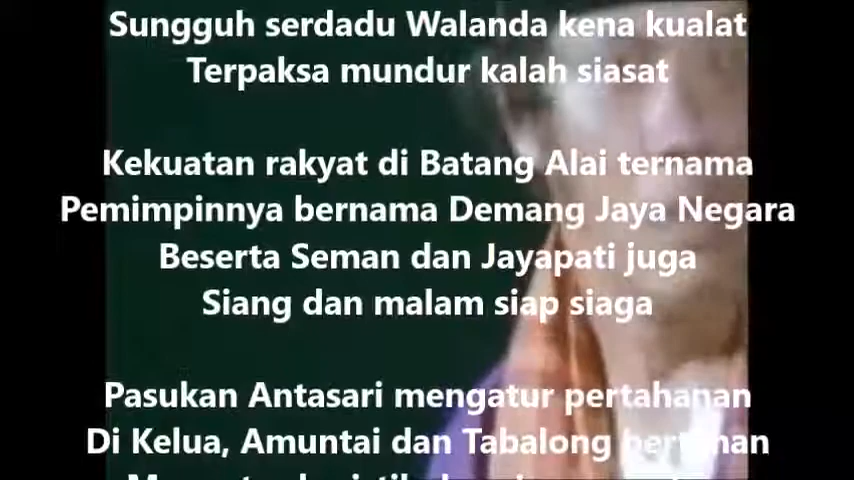 Sungguh serdadu Walanda kena kualat
Terpaksa mundur kalah siasat
Kekuatan rakyat di Batang Alai ternama
Pemimpinnya bernama Demang Jaya Negara
Beserta Seman dan Jayapati juga
Siang dan malam siap siaga
Pasukan Antasari mengatur pertahanan
Di Kelua, Amuntai dan Tabalong bertahan